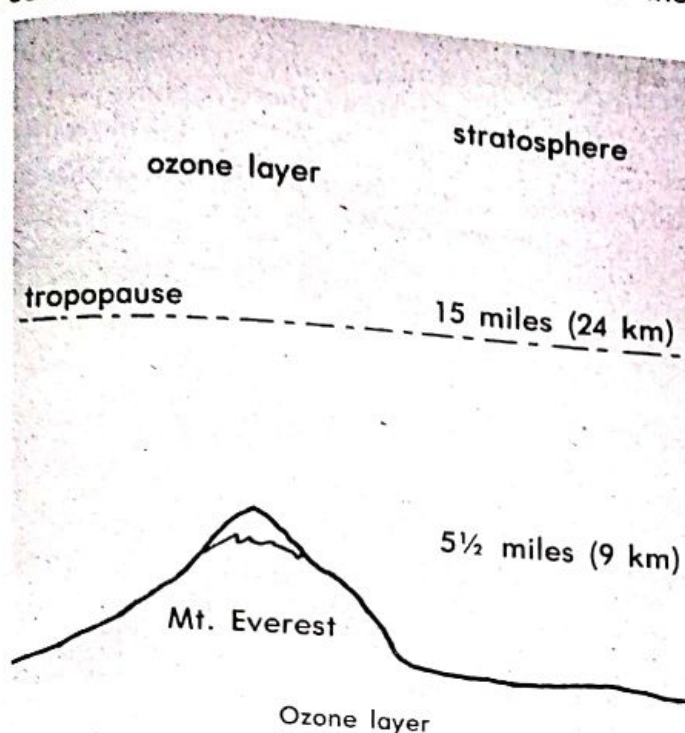 stratosphere
ozone layer
tropopause
15 miles (24 km)
5½ miles (9 km)
Mt. Everest
Ozone layer